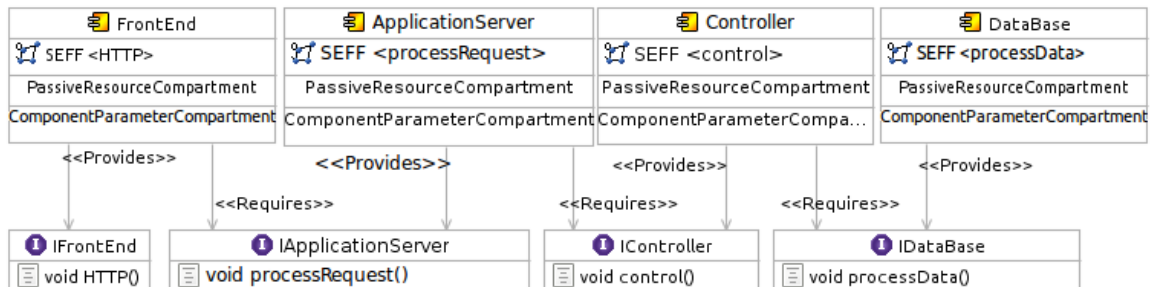 FrontEnd
SEFF <HTTP>
PassiveResourceCompartment
ComponentParameterCompartment
ApplicationServer
SEFF <processRequest>
PassiveResourceCompartment
ComponentParameterCompartment
Controller
SEFF <control>
PassiveResourceCompartment
ComponentParameterCompa...
DataBase
SEFF <processData>
PassiveResourceCompartment
ComponentParameterCompartment
<<Provides>>
<<Provides>>
<<Provides>>
<<Provides>>
<<Requires>>
<<Requires>>
<<Requires>>
I IFrontEnd
void HTTP()
I IApplicationServer
void processRequest()
I IController
void control()
I IDataBase
void processData()